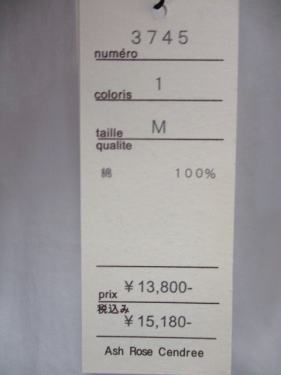 3745
numéro
1
coloris
M
taille
qualite
綿 100%
prix ¥13,800-
税込み
¥15,180-
Ash Rose Cendree